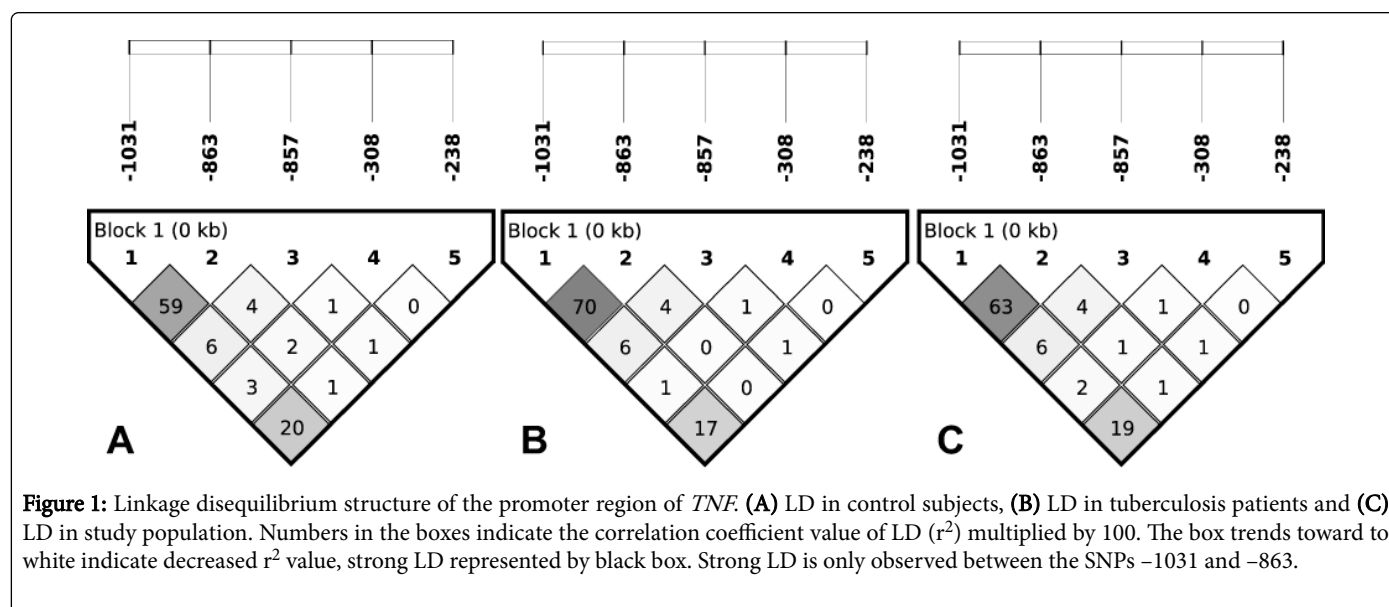 -1031 -863 -857 -308 -238 -1031 -863 -857 -308 -238 -1031 -863 -857 -308 -238
Block 1 (0 kb) Block 1 (0 kb) Block 1 (0 kb)
1 2 3 4 5 1 2 3 4 5 1 2 3 4 5
59 4 1 0 70 4 1 0 63 4 1 0
6 2 1 6 0 1 6 1 1
3 1 1 0 2 1
A 20 B 17 C 19
Figure 1: Linkage disequilibrium structure of the promoter region of TNF. (A) LD in control subjects, (B) LD in tuberculosis patients and (C)
LD in study population. Numbers in the boxes indicate the correlation coefficient value of LD (r²) multiplied by 100. The box trends toward to
white indicate decreased r² value, strong LD represented by black box. Strong LD is only observed between the SNPs –1031 and –863.